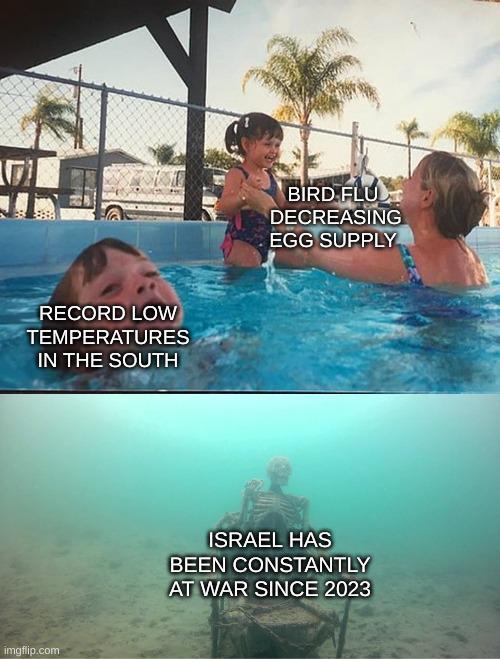 BIRD FLU
DECREASING
EGG SUPPLY
RECORD LOW
TEMPERATURES
IN THE SOUTH
ISRAEL HAS
BEEN CONSTANTLY
AT WAR SINCE 2023
imgflip.com